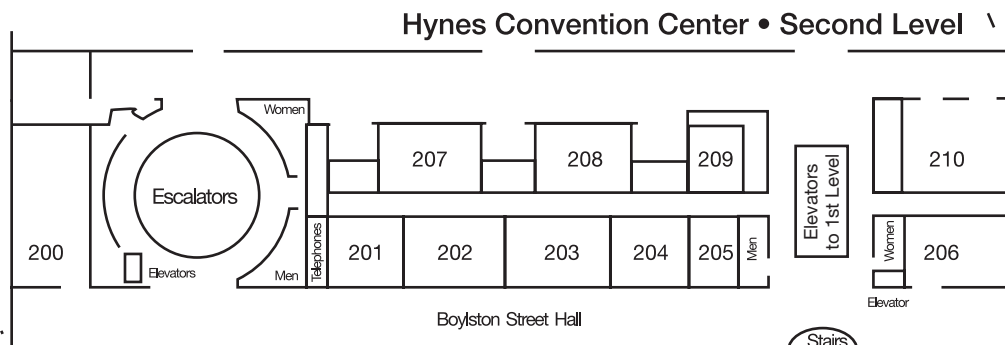 Hynes Convention Center • Second Level
Women
207
208
209
210
Escalators
Elevators
to 1st Level
200
Elevators
Men
Telephones
201
202
203
204
205
Men
Women
206
Elevator
Boylston Street Hall
Stairs